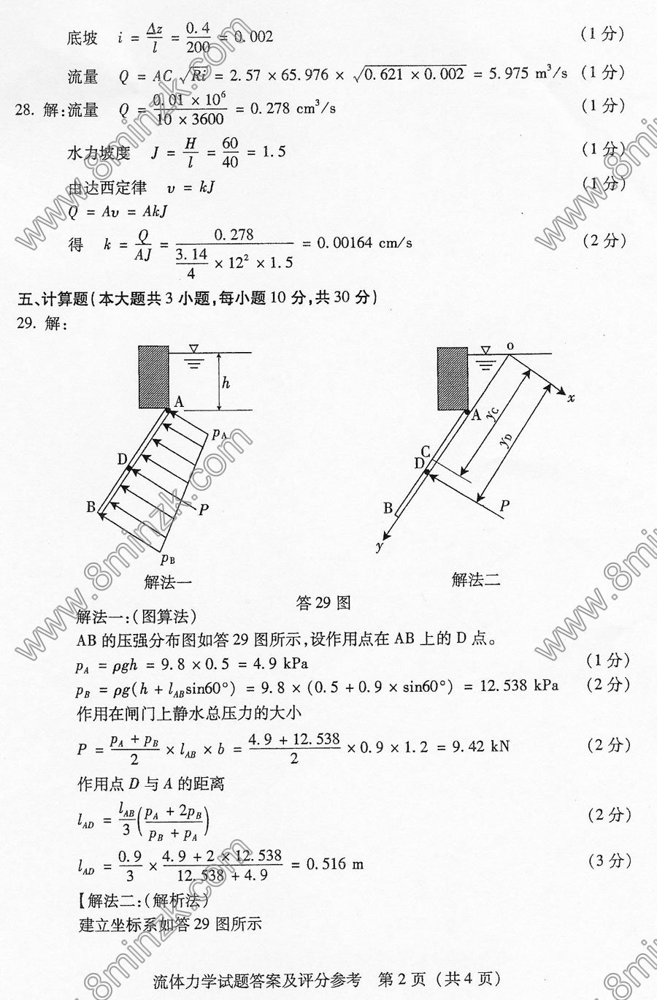 底坡 i = Δz/l = 0.4/200 = 0.002 (1分)
流量 Q = AC√Ri = 2.57×65.976×√0.621×0.002 = 5.975 m³/s (1分)
28. 解:流量 Q = 0.01×10⁶/10×3600 = 0.278 cm³/s (1分)
水力坡度 J = H/l = 60/40 = 1.5 (1分)
由达西定律 υ = kJ (1分)
Q = Aυ = AkJ
得 k = Q/AJ = 0.278/(3.14/4×12²×1.5) = 0.00164 cm/s (2分)
五、计算题(本大题共3小题,每小题10分,共30分)
29. 解:
h
A
p_A
D
B
P
p_B
解法一
o
x
A
y_C
y_D
C
D
B
P
y
解法二
答29图
解法一:(图算法)
AB的压强分布图如答29图所示,设作用点在AB上的D点。
p_A = ρgh = 9.8×0.5 = 4.9 kPa (1分)
p_B = ρg(h + l_AB sin60°) = 9.8×(0.5+0.9×sin60°) = 12.538 kPa (2分)
作用在闸门上静水总压力的大小
P = (p_A + p_B)/2 × l_AB × b = (4.9+12.538)/2 ×0.9×1.2 = 9.42 kN (2分)
作用点D与A的距离
l_AD = l_AB/3 ((p_A + 2p_B)/(p_B + p_A)) (2分)
l_AD = 0.9/3 × (4.9+2×12.538)/(12.538+4.9) = 0.516 m (3分)
【解法二:(解析法)
建立坐标系如答29图所示
流体力学试题答案及评分参考 第2页(共4页)
www.8minzk.com
www.8minzk.com